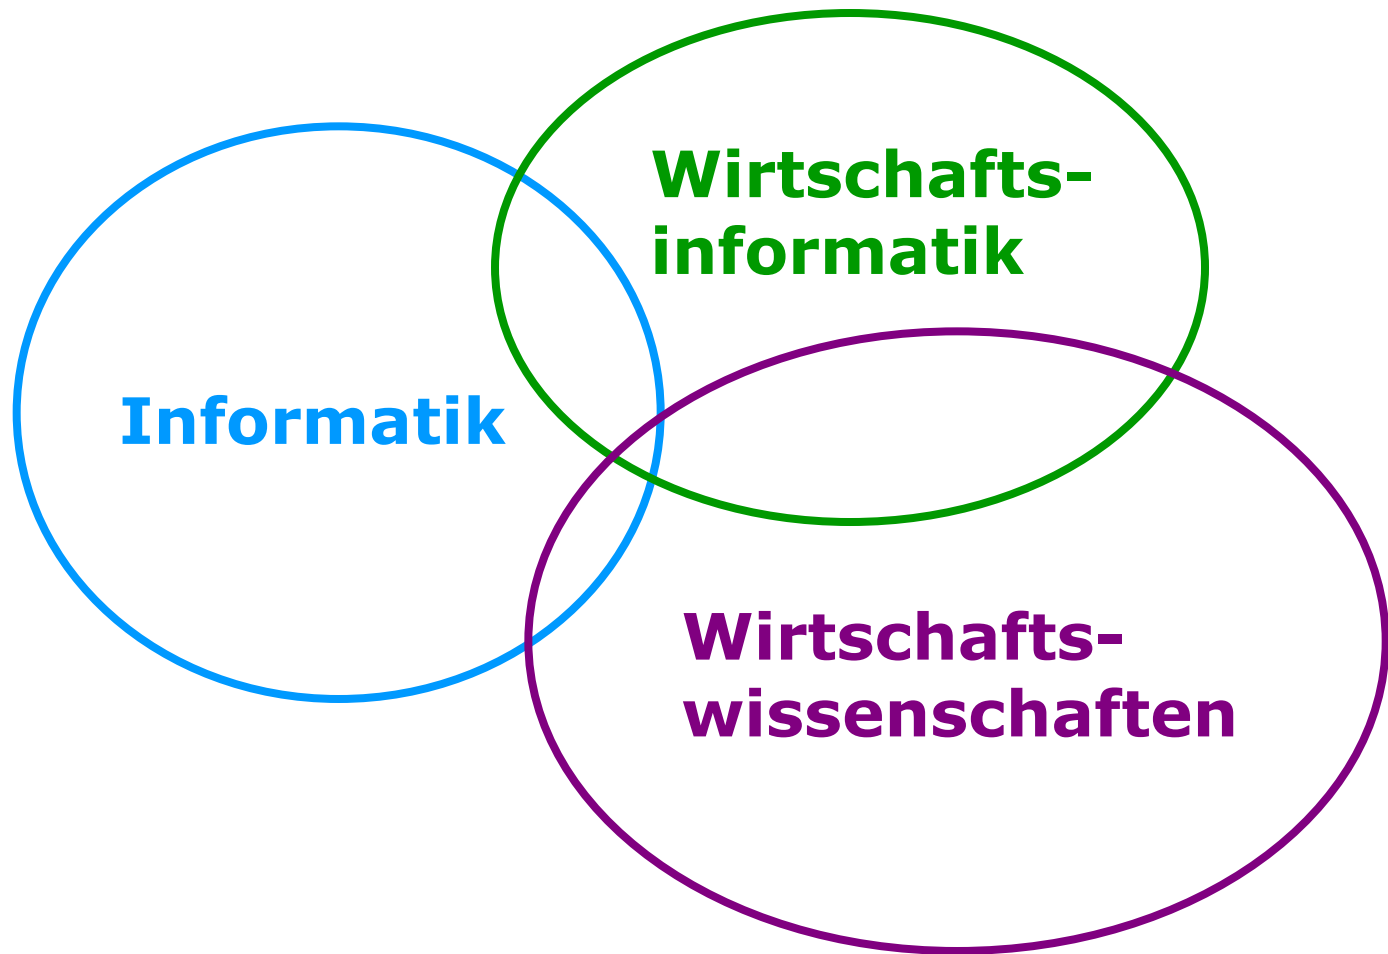 Wirtschafts-
informatik
Informatik
Wirtschafts-
wissenschaften